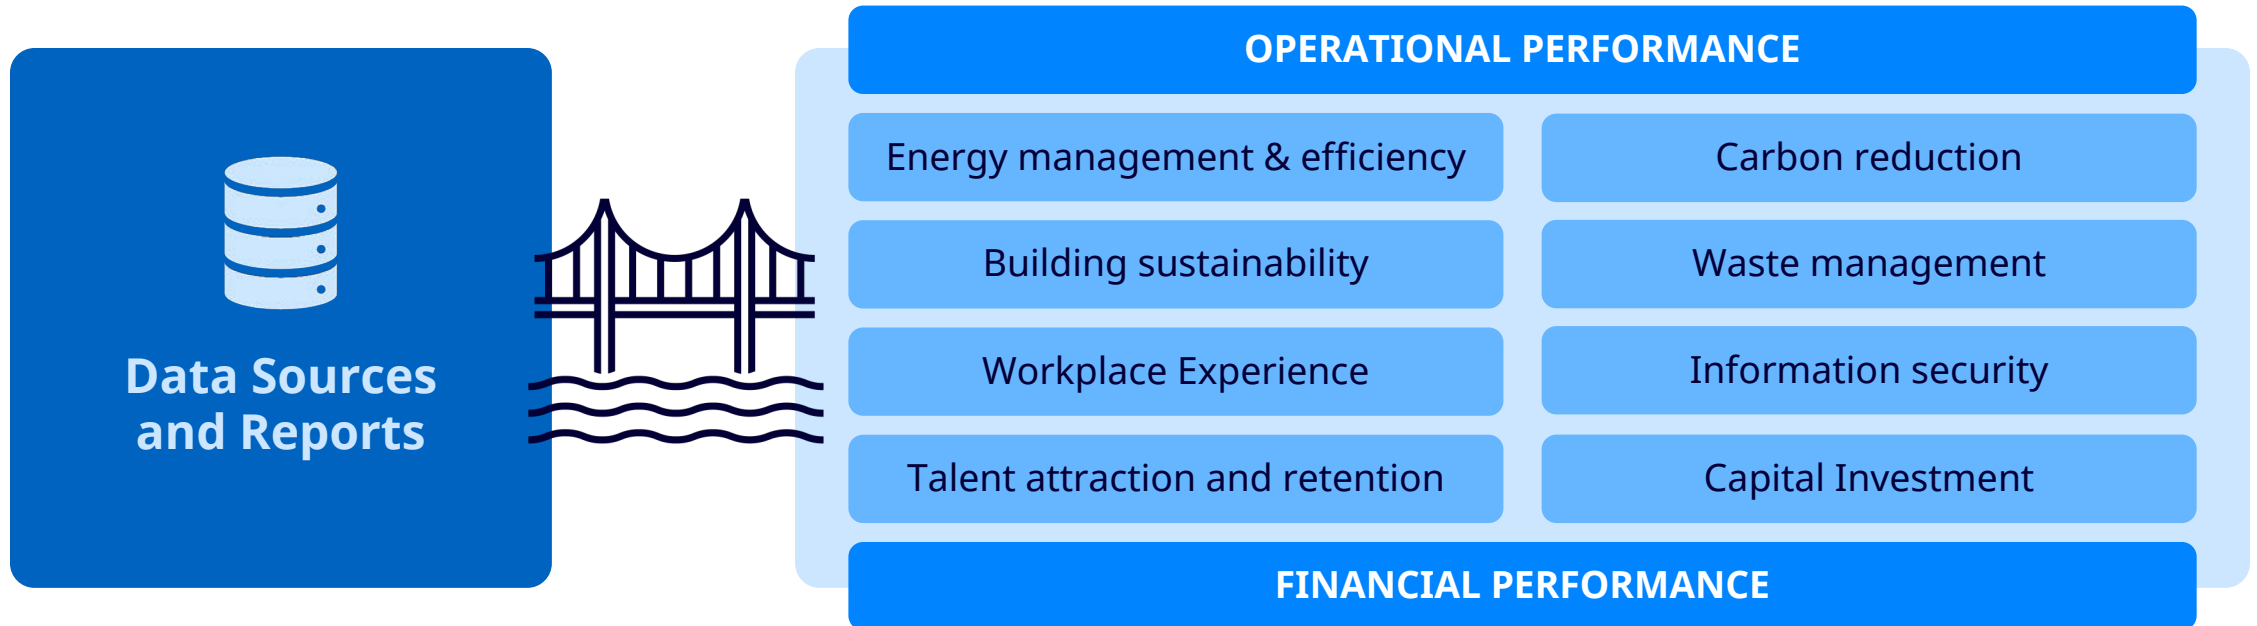 Data Sources
and Reports
OPERATIONAL PERFORMANCE
Energy management & efficiency
Carbon reduction
Building sustainability
Waste management
Workplace Experience
Information security
Talent attraction and retention
Capital Investment
FINANCIAL PERFORMANCE